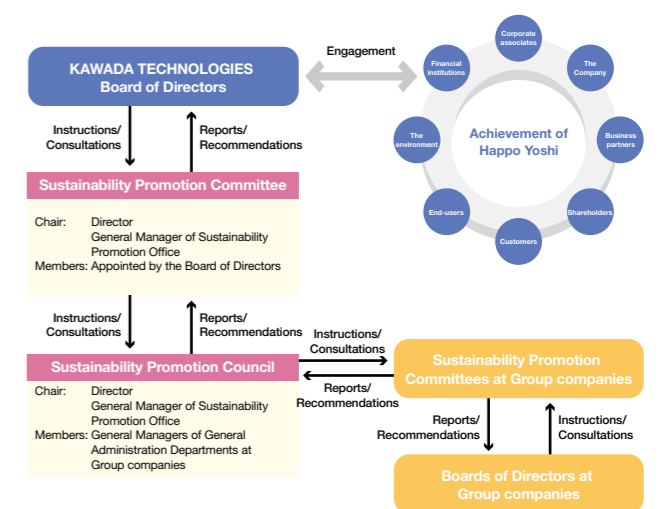 KAWADA TECHNOLOGIES
Board of Directors
Engagement
Corporate
associates
The
Company
Business
partners
Shareholders
Customers
End-users
The
environment
Financial
institutions
Achievement of
Happo Yoshi
Instructions/
Consultations
Reports/
Recommendations
Sustainability Promotion Committee
Chair: Director
General Manager of Sustainability
Promotion Office
Members: Appointed by the Board of Directors
Instructions/
Consultations
Reports/
Recommendations
Sustainability Promotion Council
Chair: Director
General Manager of Sustainability
Promotion Office
Members: General Managers of General
Administration Departments at
Group companies
Instructions/
Consultations
Reports/
Recommendations
Sustainability Promotion
Committees at Group companies
Reports/
Recommendations
Instructions/
Consultations
Boards of Directors at
Group companies